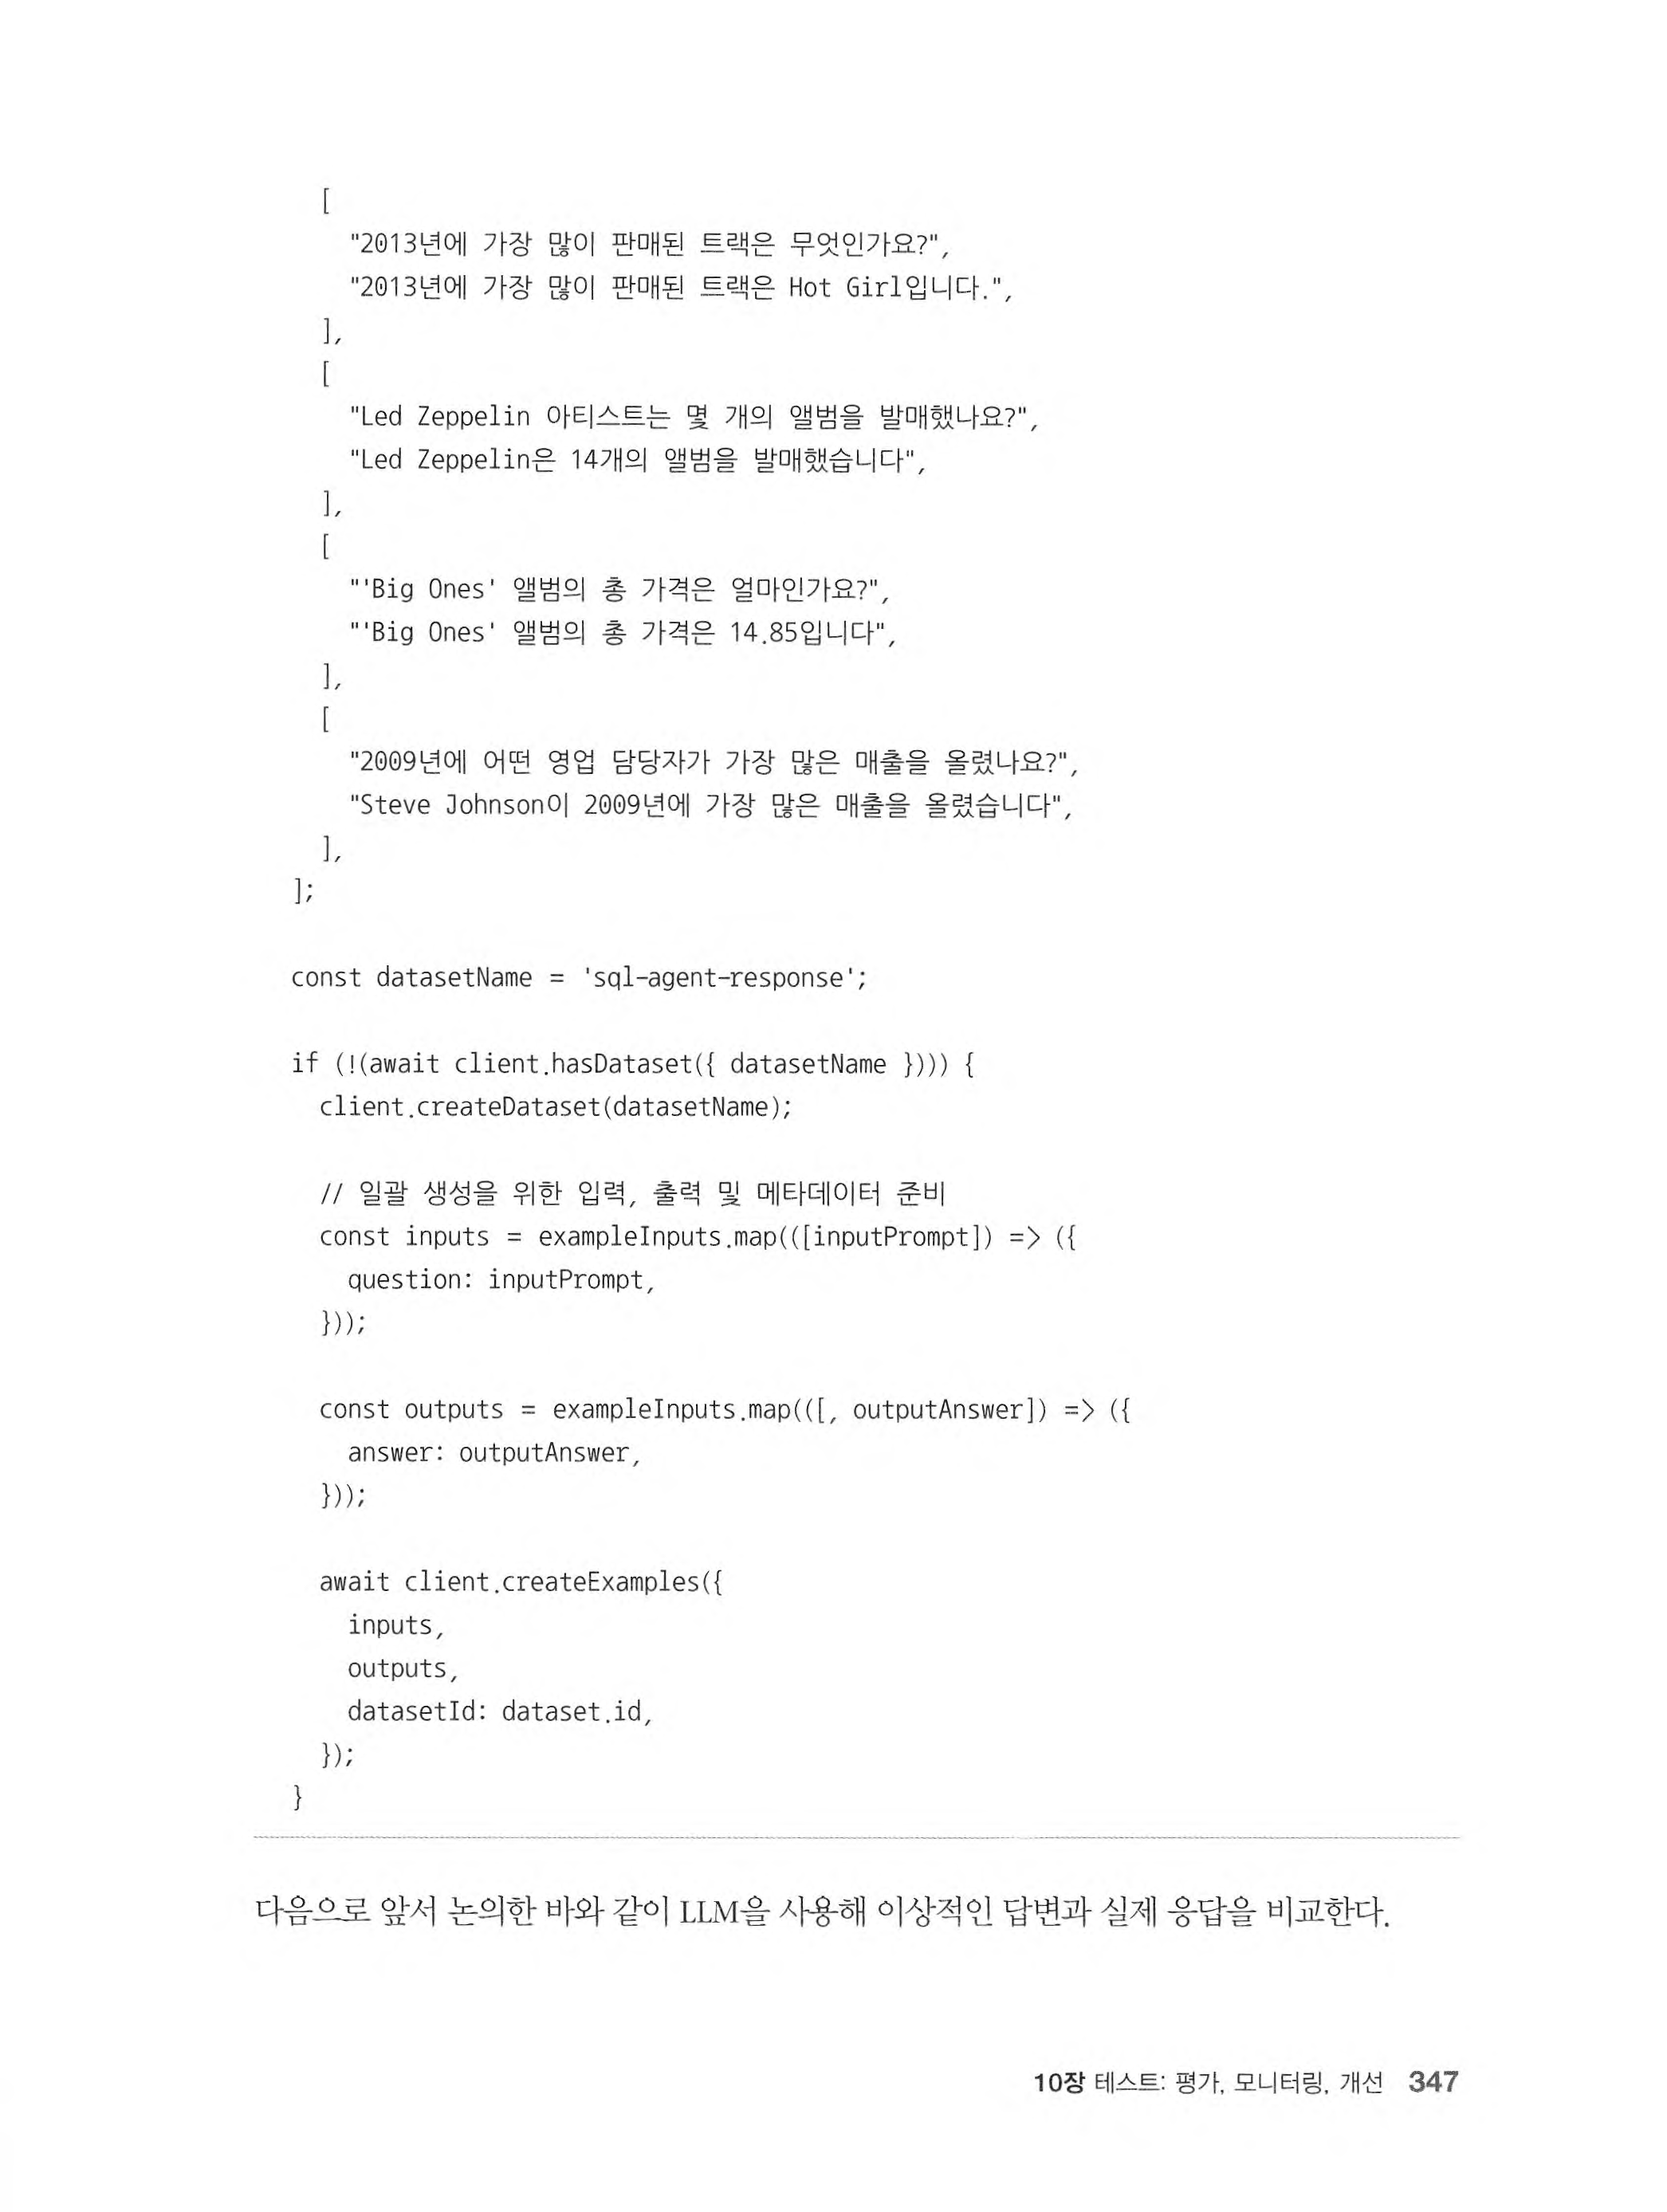 [
"2013년에 가장 많이 판매된 트랙은 무엇인가요?",
"2013년에 가장 많이 판매된 트랙은 Hot Girl입니다.",
],
[
"Led Zeppelin 아티스트는 몇 개의 앨범을 발매했나요?",
"Led Zeppelin은 14개의 앨범을 발매했습니다",
],
[
"'Big Ones' 앨범의 총 가격은 얼마인가요?",
"'Big Ones' 앨범의 총 가격은 14.85입니다",
],
[
"2009년에 어떤 영업 담당자가 가장 많은 매출을 올렸나요?",
"Steve Johnson이 2009년에 가장 많은 매출을 올렸습니다",
],
];
const datasetName = 'sql-agent-response';
if (!(await client.hasDataset({ datasetName }))) {
client.createDataset(datasetName);
// 일괄 생성을 위한 입력, 출력 및 메타데이터 준비
const inputs = exampleInputs.map(([inputPrompt]) => ({
question: inputPrompt,
}));
const outputs = exampleInputs.map(([, outputAnswer]) => ({
answer: outputAnswer,
}));
await client.createExamples({
inputs,
outputs,
datasetId: dataset.id,
});
}
다음으로 앞서 논의한 바와 같이 LLM을 사용해 이상적인 답변과 실제 응답을 비교한다.
10장 테스트: 평가, 모니터링, 개선 347